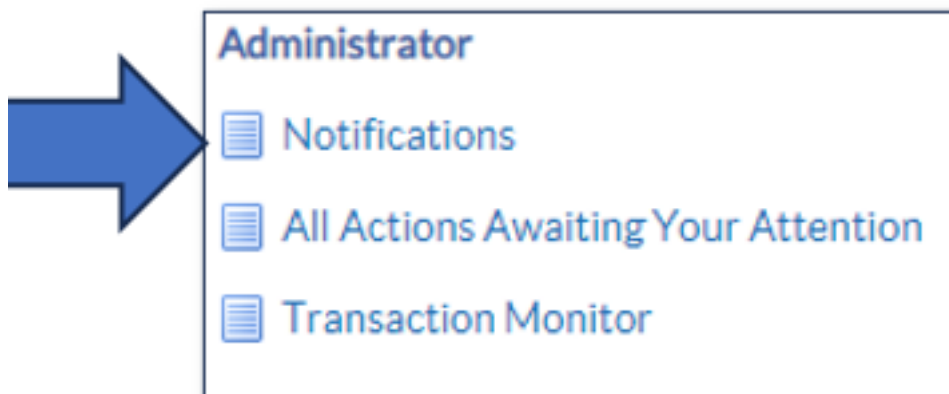 Administrator
Notifications
All Actions Awaiting Your Attention
Transaction Monitor